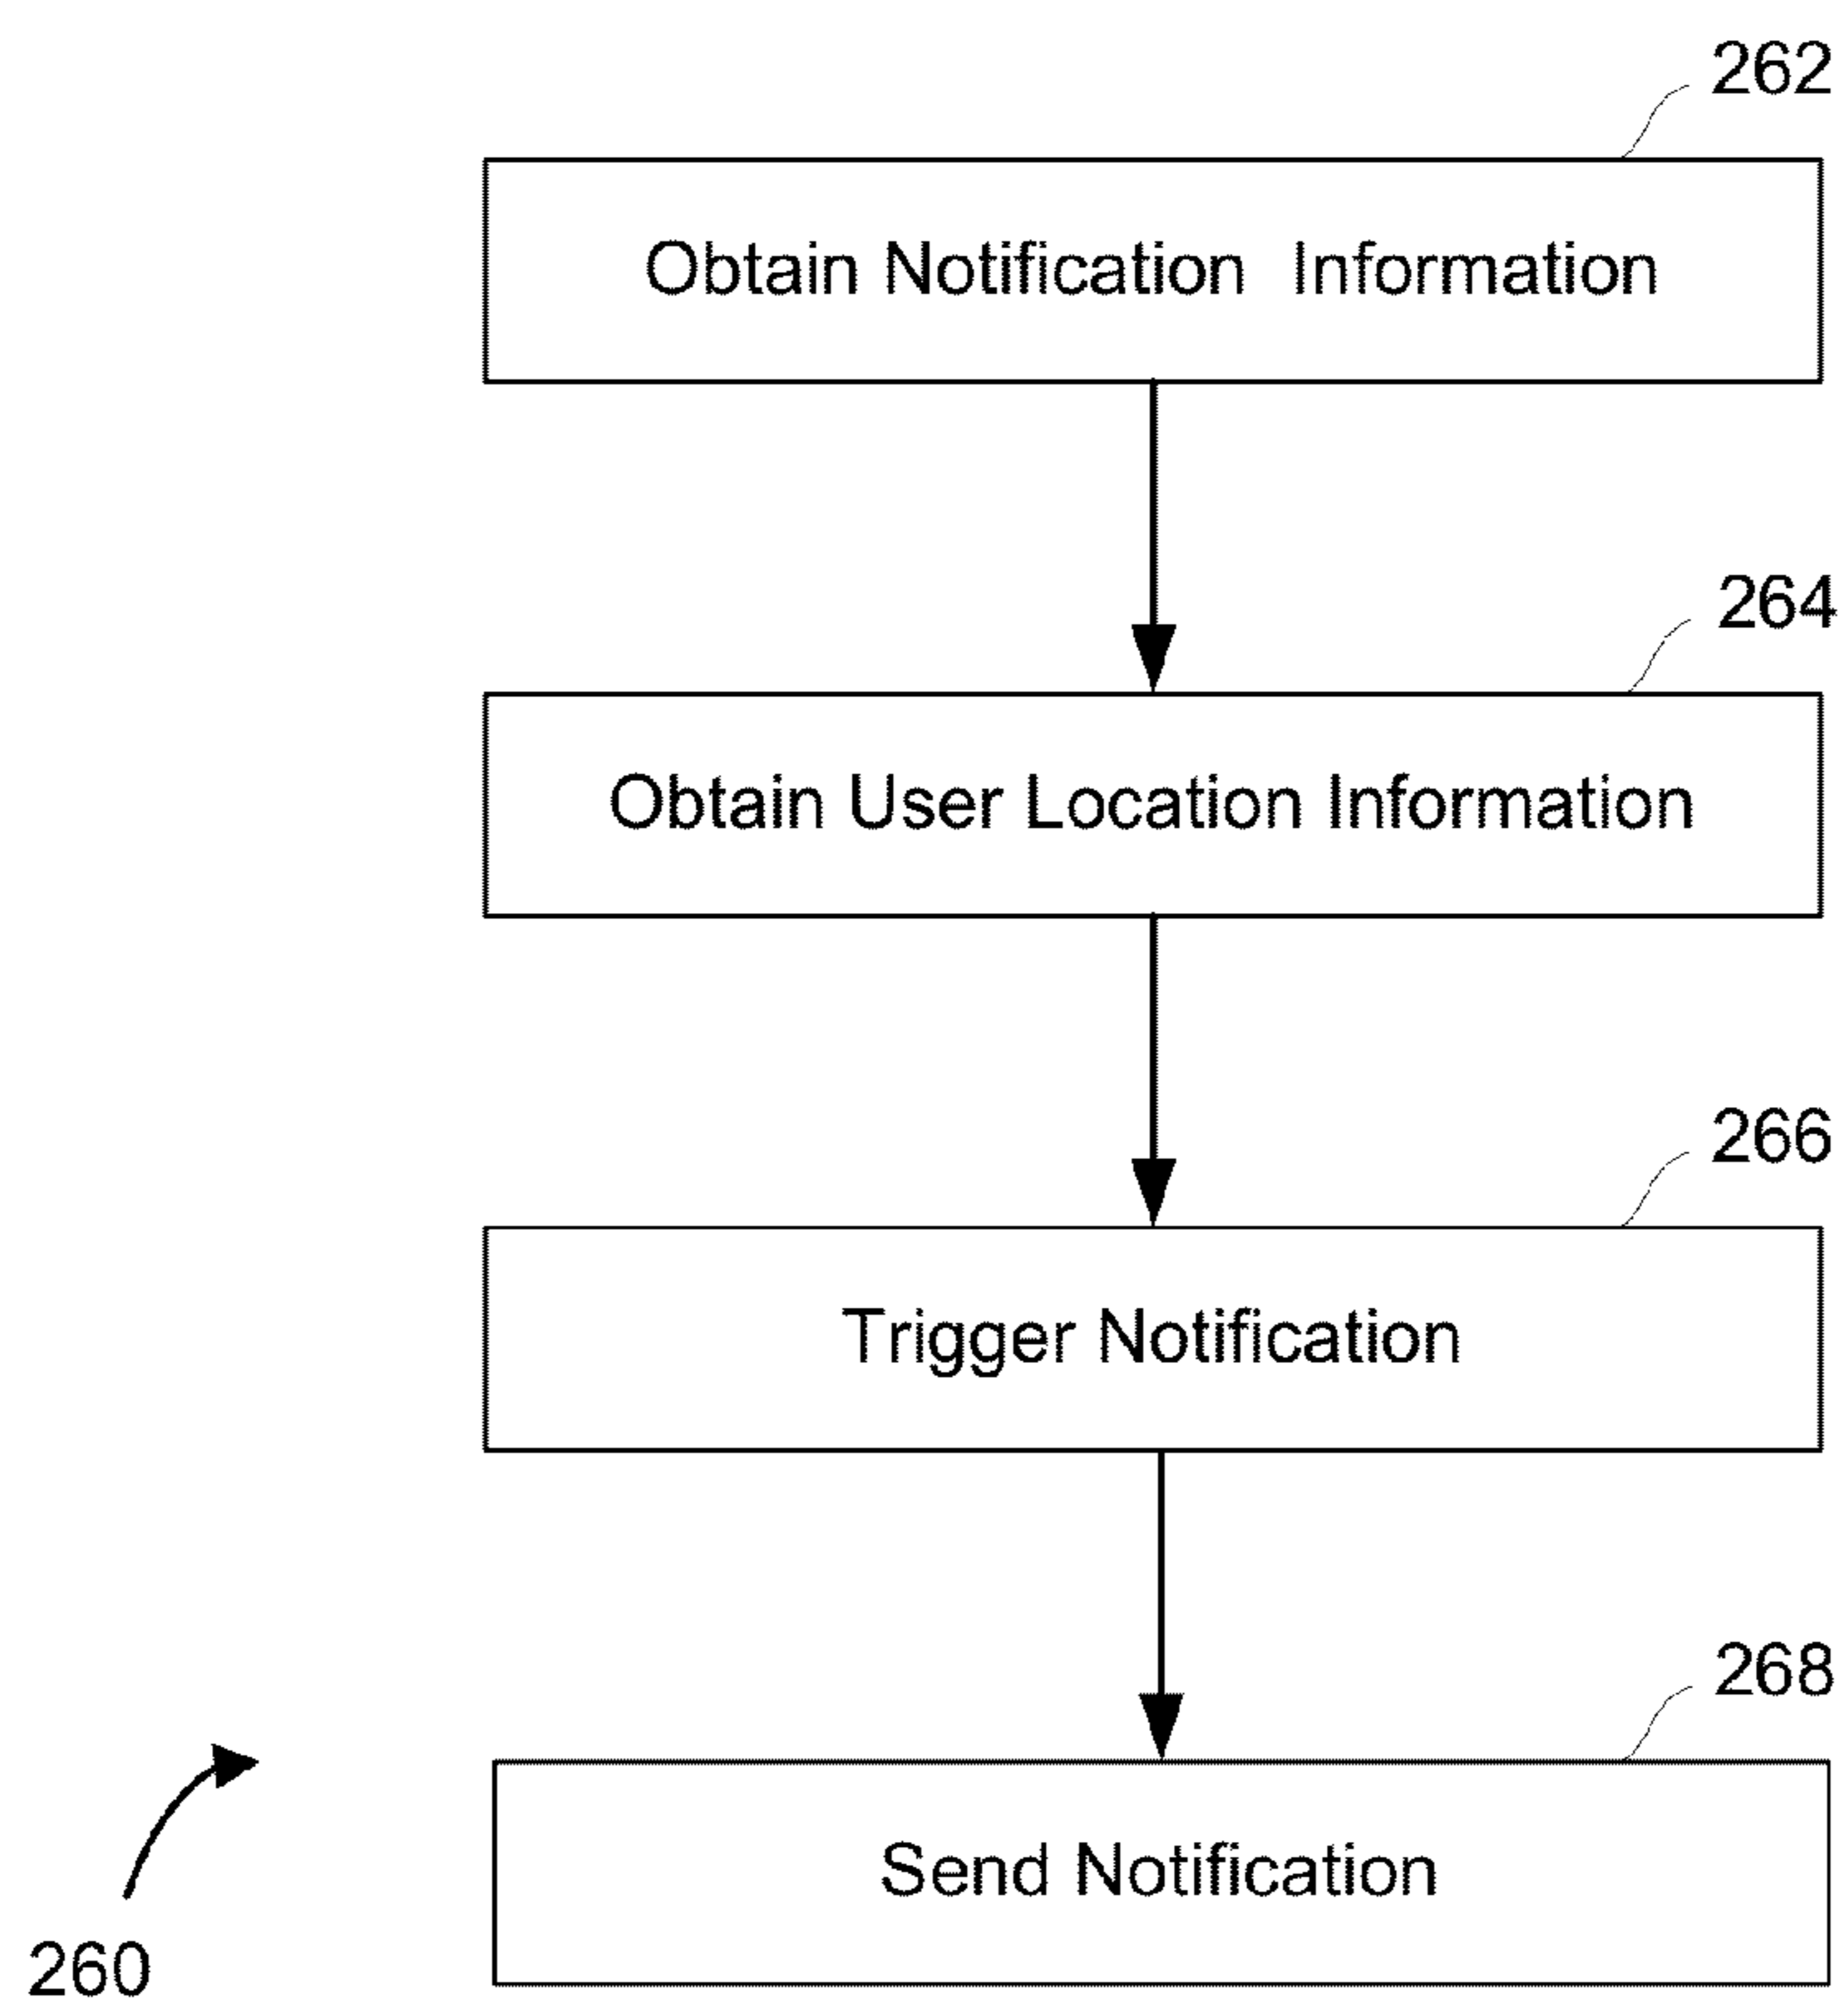 262
Obtain Notification Information
264
Obtain User Location Information
266
Trigger Notification
268
Send Notification
260